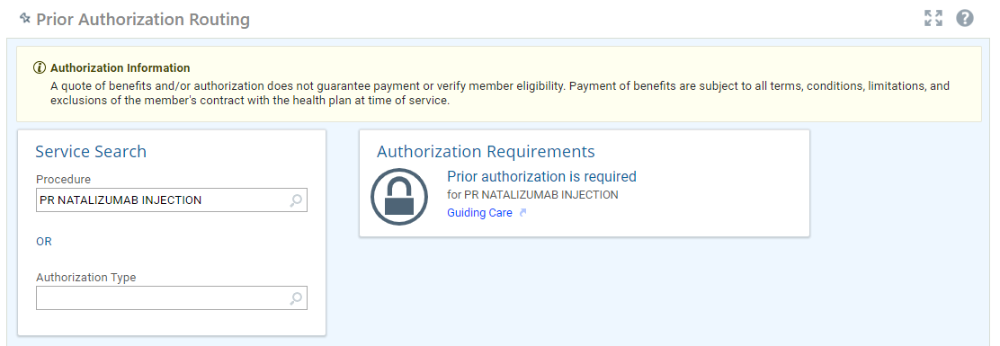 Prior Authorization Routing
Authorization Information
A quote of benefits and/or authorization does not guarantee payment or verify member eligibility. Payment of benefits are subject to all terms, conditions, limitations, and
exclusions of the member's contract with the health plan at time of service.
Service Search
Procedure
PR NATALIZUMAB INJECTION
OR
Authorization Type
Authorization Requirements
Prior authorization is required
for PR NATALIZUMAB INJECTION
Guiding Care